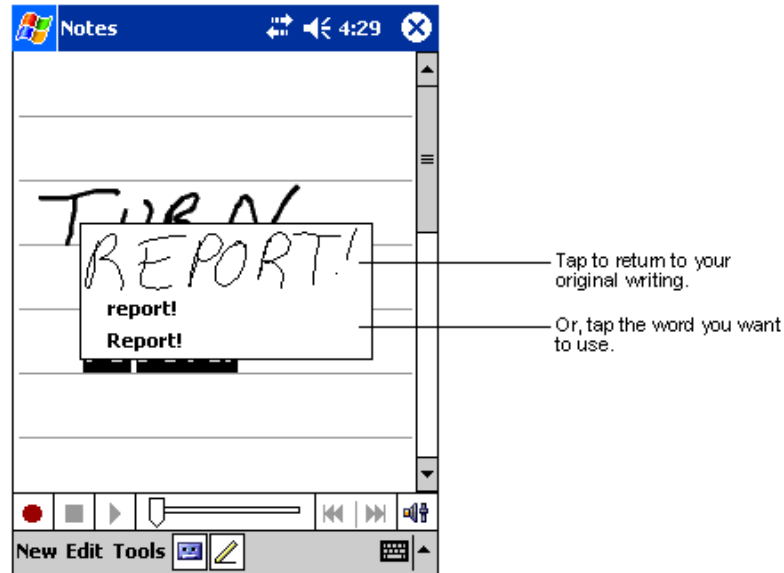 Notes 4:29
TURN
REPORT!
report!
Report!
Tap to return to your
original writing.
Or, tap the word you want
to use.
New Edit Tools